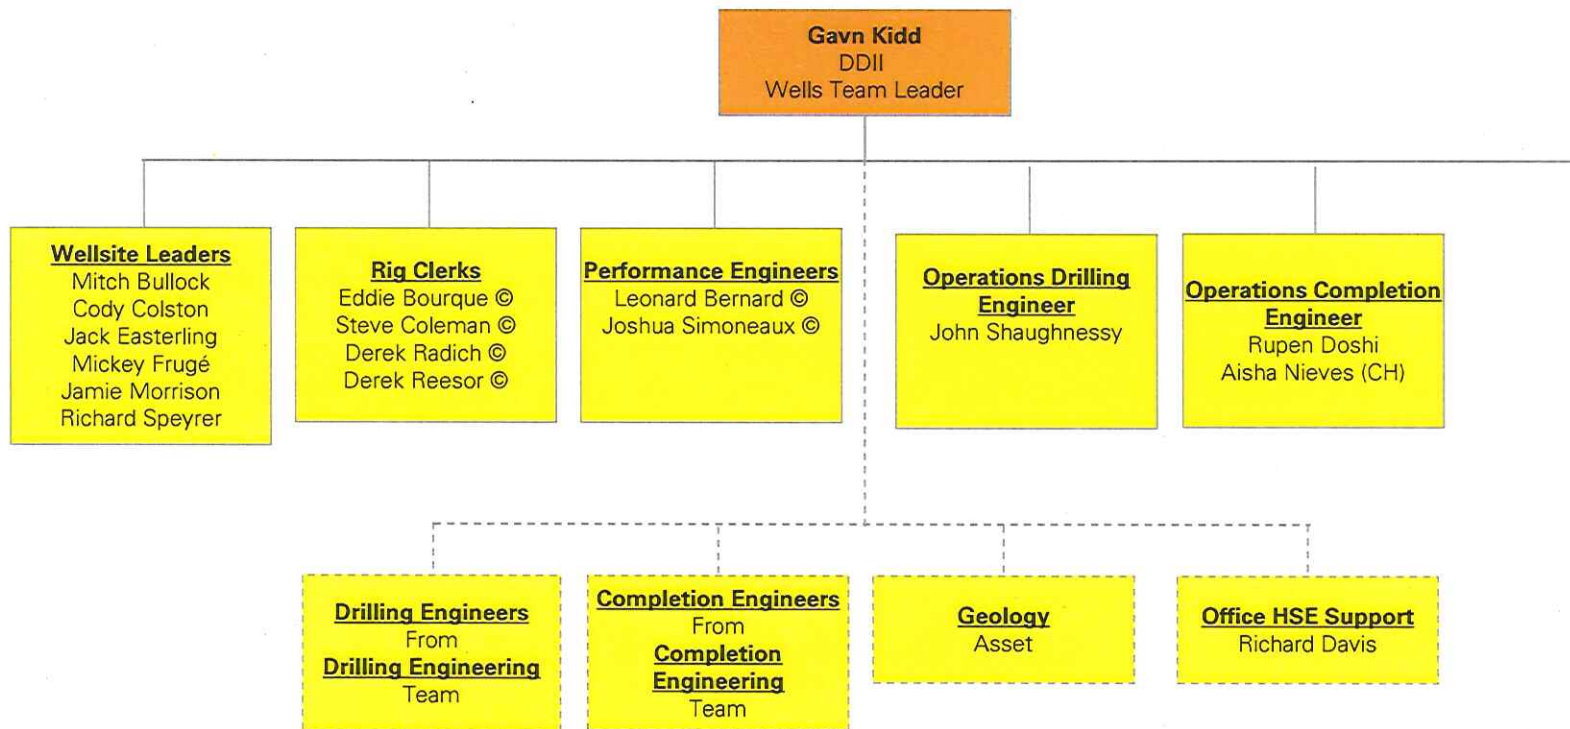 Gavn Kidd
DDII
Wells Team Leader
Wellsite Leaders
Mitch Bullock
Cody Colston
Jack Easterling
Mickey Frugé
Jamie Morrison
Richard Speyrer
Rig Clerks
Eddie Bourque ©
Steve Coleman ©
Derek Radich ©
Derek Reesor ©
Performance Engineers
Leonard Bernard ©
Joshua Simoneaux ©
Operations Drilling
Engineer
John Shaughnessy
Operations Completion
Engineer
Rupen Doshi
Aisha Nieves (CH)
Drilling Engineers
From
Drilling Engineering
Team
Completion Engineers
From
Completion
Engineering
Team
Geology
Asset
Office HSE Support
Richard Davis